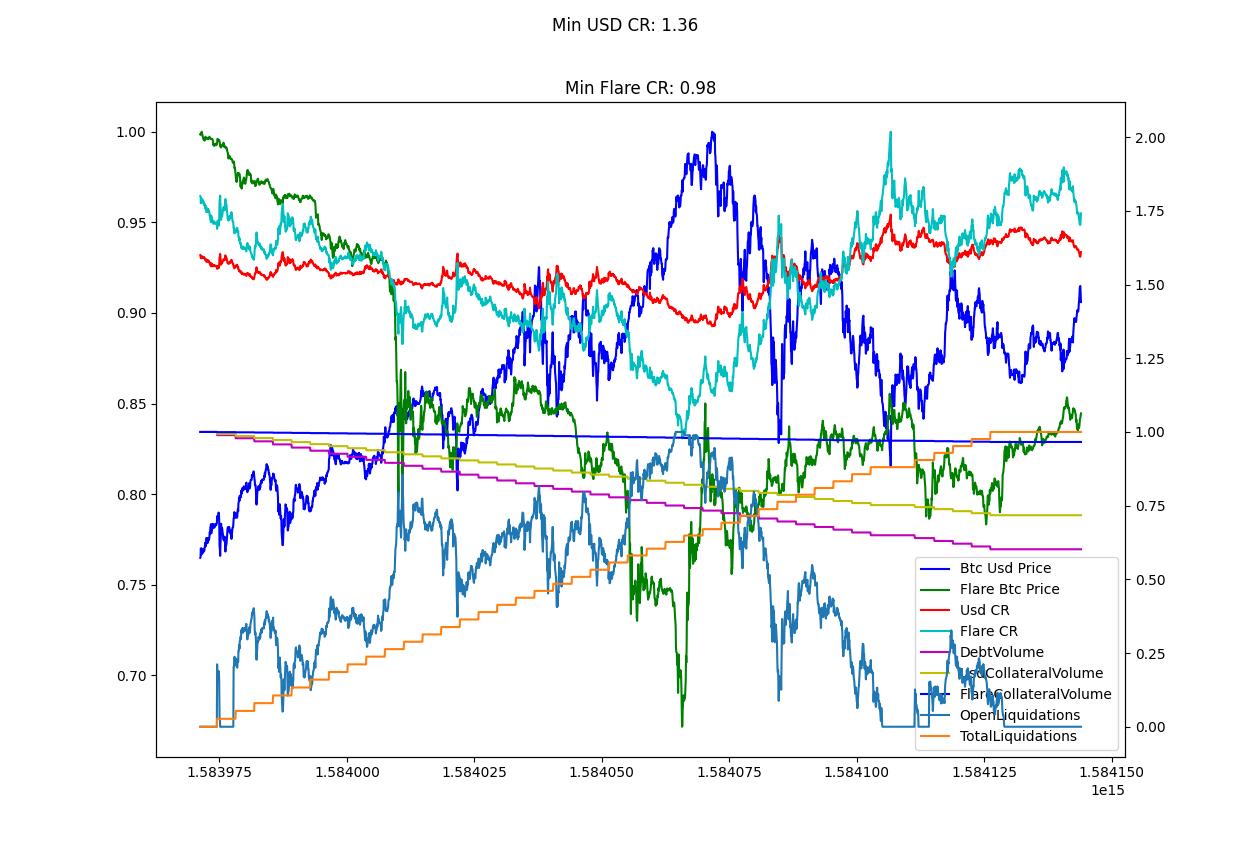 Min USD CR: 1.36
Min Flare CR: 0.98
1.00
0.95
0.90
0.85
0.80
0.75
0.70
2.00
1.75
1.50
1.25
1.00
0.75
0.50
0.25
0.00
Btc Usd Price
Flare Btc Price
Usd CR
Flare CR
DebtVolume
UsdCollateralVolume
FlareCollateralVolume
OpenLiquidations
TotalLiquidations
1.583975 1.584000 1.584025 1.584050 1.584075 1.584100 1.584125 1.584150
1e15